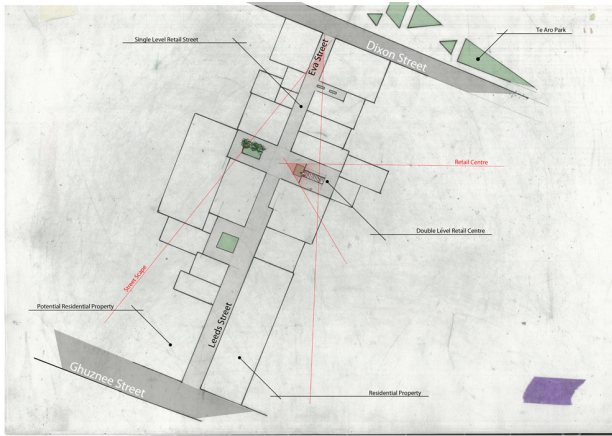 Te Aro Park
Single Level Retail Street
Eva Street
Dixon Street
Retail Centre
Double Level Retail Centre
Street Scape
Potential Residential Property
Leeds Street
Ghuznee Street
Residential Property